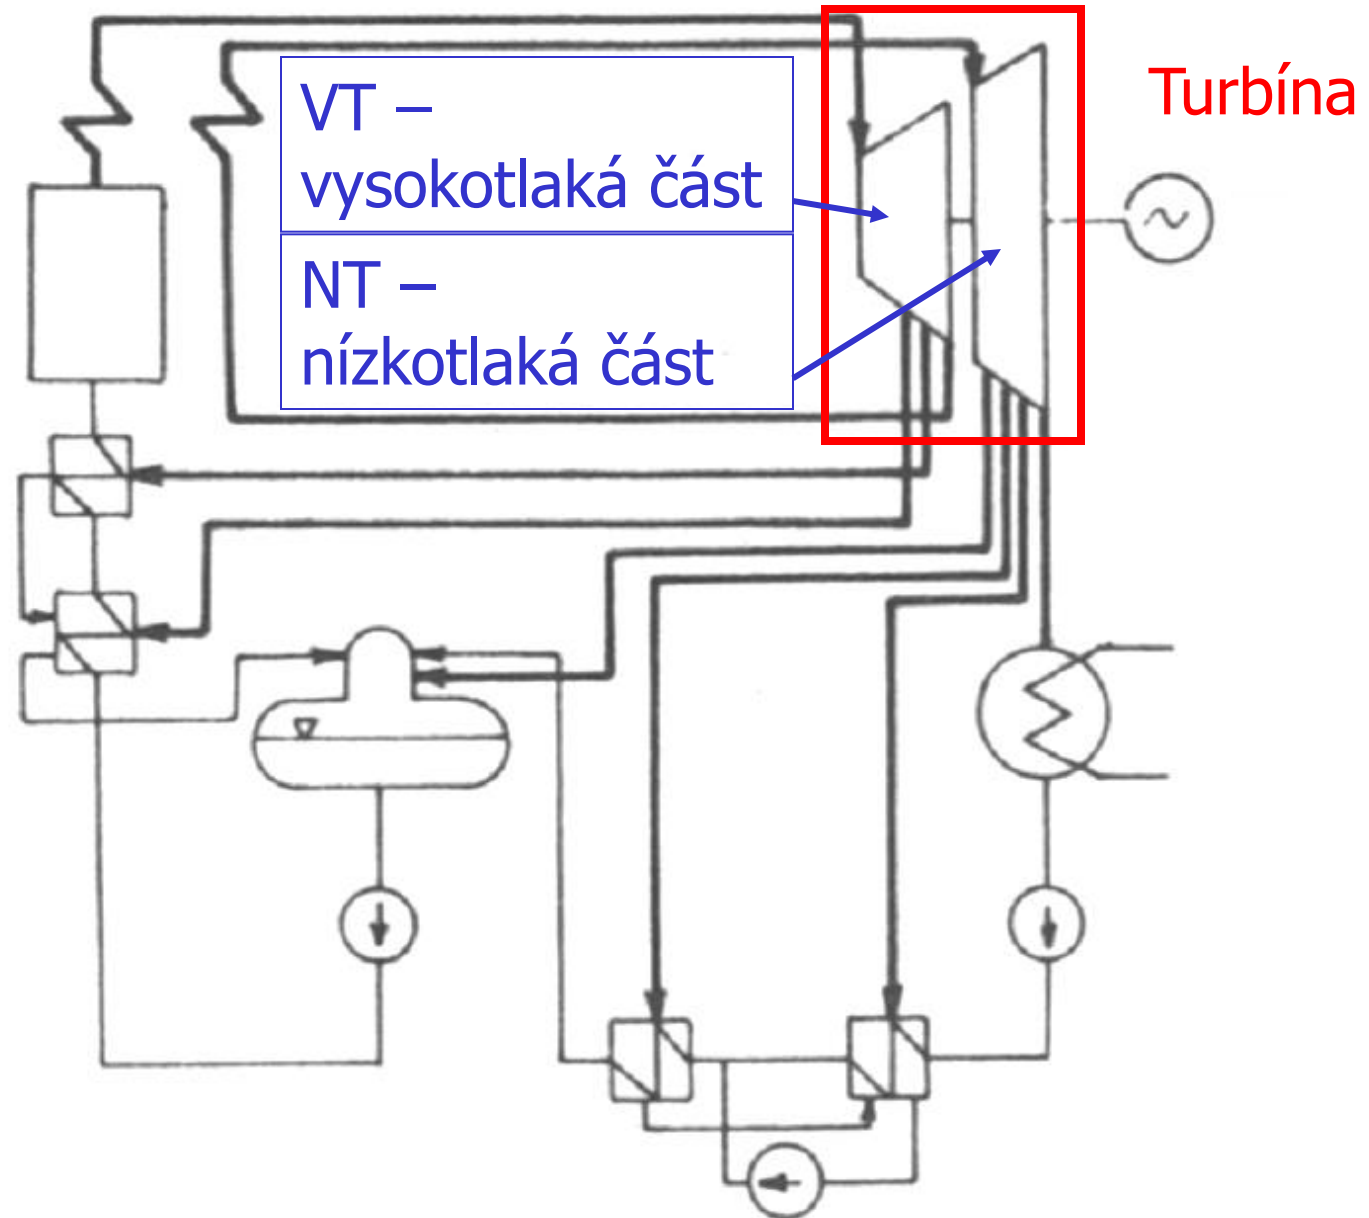 Turbína
VT –
vysokotlaká část
NT –
nízkotlaká část